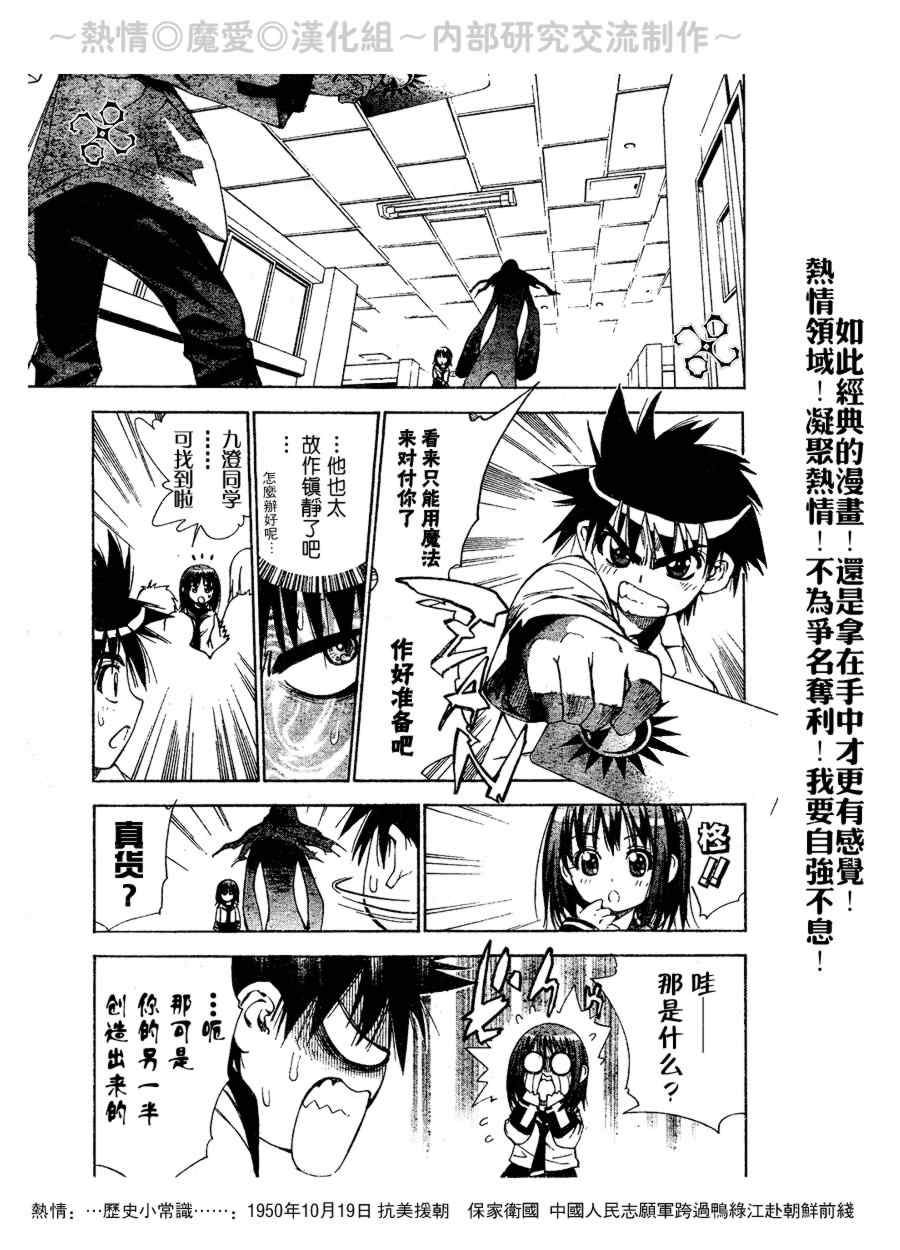 ～熱情◎魔愛◎漢化組～内部研究交流制作～
如此經典的漫畫！還是拿在手中才更有感覺！
熱情領域！凝聚熱情！不為爭名奪利！我要自強不息！
看来只能用魔法
来对付你了
作好准备吧
…他也太
故作镇静了吧
…
怎麼辦好呢…
九澄同学
……
可找到啦
柊!!
真货？
哇——
那是什么？
…呃
那可是
你的另一半
创造出来的
熱情：…歷史小常識……：1950年10月19日 抗美援朝　保家衛國 中國人民志願軍跨過鴨綠江赴朝鮮前綫